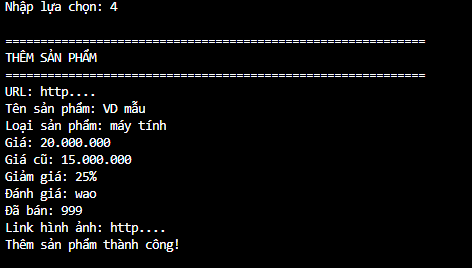 Nhập lựa chọn: 4
============================================================
THÊM SẢN PHẨM
============================================================
URL: http....
Tên sản phẩm: VD mẫu
Loại sản phẩm: máy tính
Giá: 20.000.000
Giá cũ: 15.000.000
Giảm giá: 25%
Đánh giá: wao
Đã bán: 999
Link hình ảnh: http....
Thêm sản phẩm thành công!